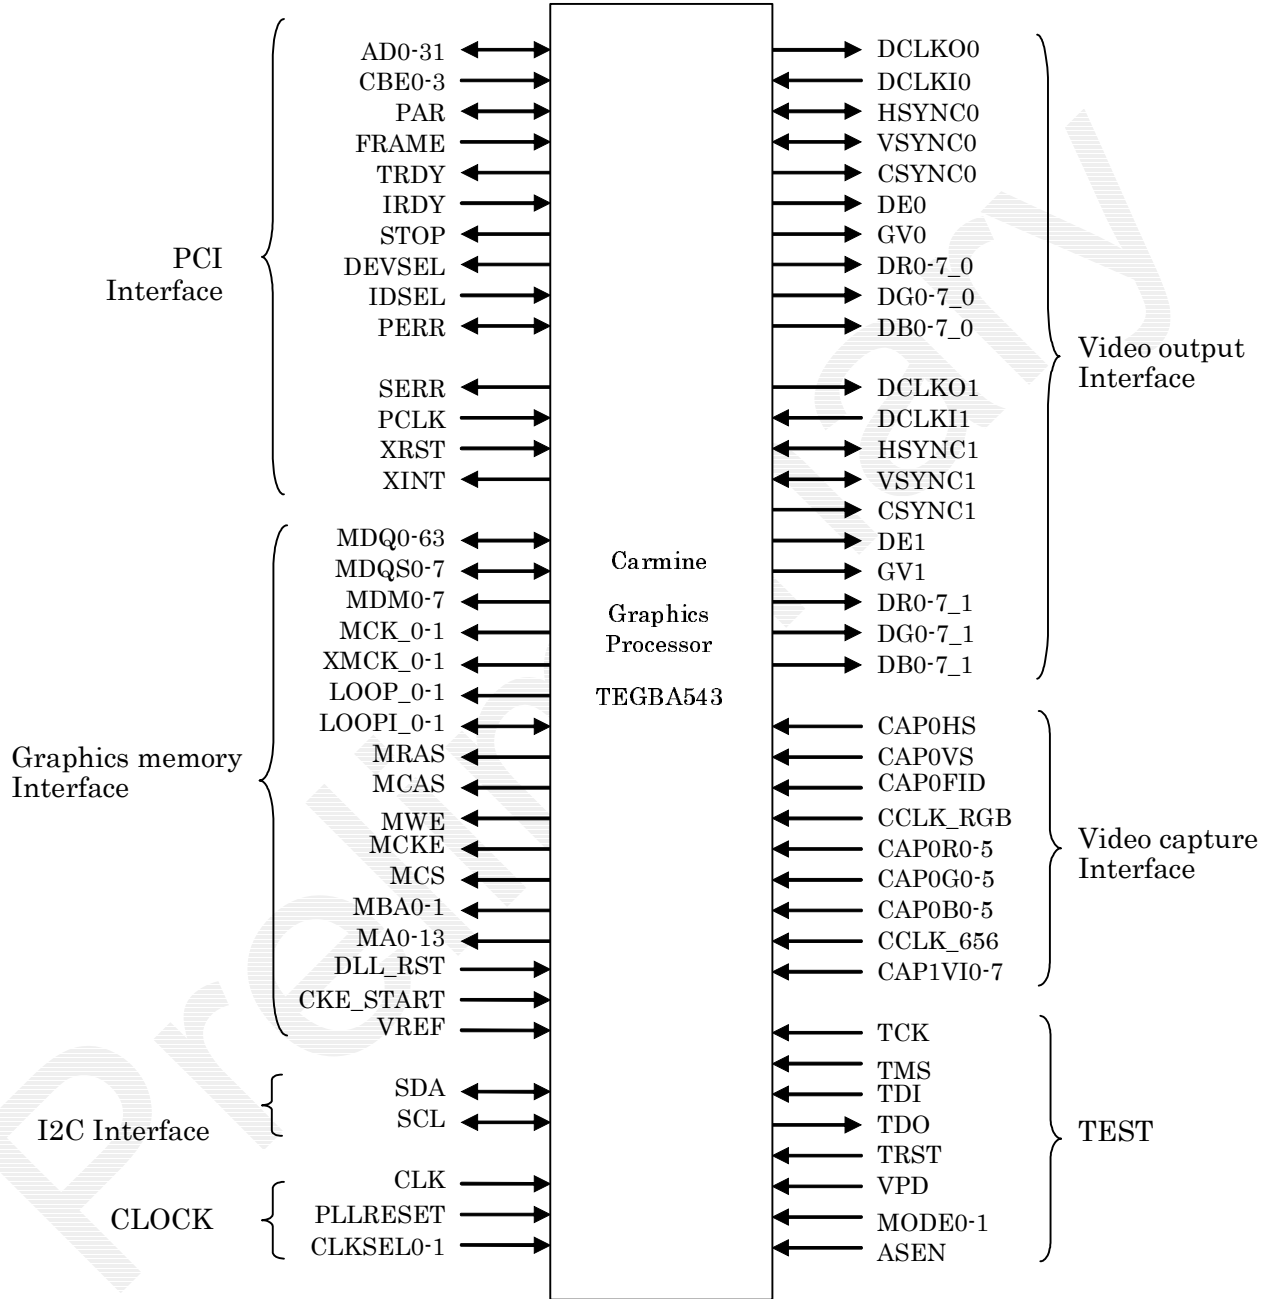 AD0-31
CBE0-3
PAR
FRAME
TRDY
IRDY
STOP
DEVSEL
IDSEL
PERR
SERR
PCLK
XRST
XINT
PCI
Interface
MDQ0-63
MDQS0-7
MDM0-7
MCK_0-1
XMCK_0-1
LOOP_0-1
LOOPI_0-1
MRAS
MCAS
MWE
MCKE
MCS
MBA0-1
MA0-13
DLL_RST
CKE_START
VREF
Graphics memory
Interface
SDA
SCL
I2C Interface
CLK
PLLRESET
CLKSEL0-1
CLOCK
Carmine
Graphics
Processor
TEGBA543
DCLKO0
DCLKI0
HSYNC0
VSYNC0
CSYNC0
DE0
GV0
DR0-7_0
DG0-7_0
DB0-7_0
DCLKO1
DCLKI1
HSYNC1
VSYNC1
CSYNC1
DE1
GV1
DR0-7_1
DG0-7_1
DB0-7_1
Video output
Interface
CAP0HS
CAP0VS
CAP0FID
CCLK_RGB
CAP0R0-5
CAP0G0-5
CAP0B0-5
CCLK_656
CAP1VI0-7
Video capture
Interface
TCK
TMS
TDI
TDO
TRST
VPD
MODE0-1
ASEN
TEST